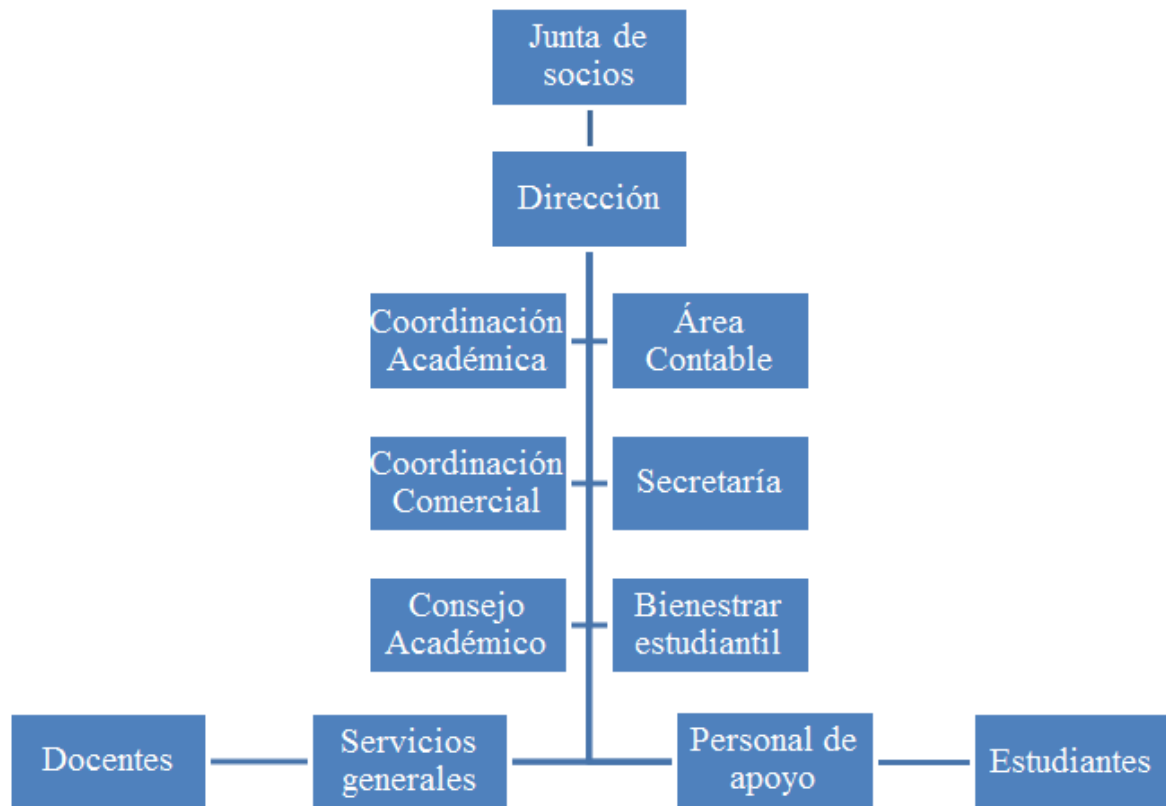 Junta de
socios
Dirección
Coordinación
Académica
Área
Contable
Coordinación
Comercial
Secretaría
Consejo
Académico
Bienestrar
estudiantil
Docentes
Servicios
generales
Personal de
apoyo
Estudiantes